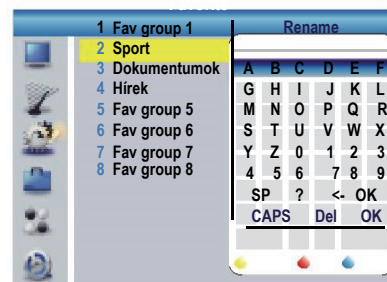 1 Fav group 1
2 Sport
3 Dokumentumok
4 Hírek
5 Fav group 5
6 Fav group 6
7 Fav group 7
8 Fav group 8
Rename
A B C D E F
G H I J K L
M N O P Q R
S T U V W X
Y Z 0 1 2 3
4 5 6 7 8 9
SP ? <- OK
CAPS Del OK